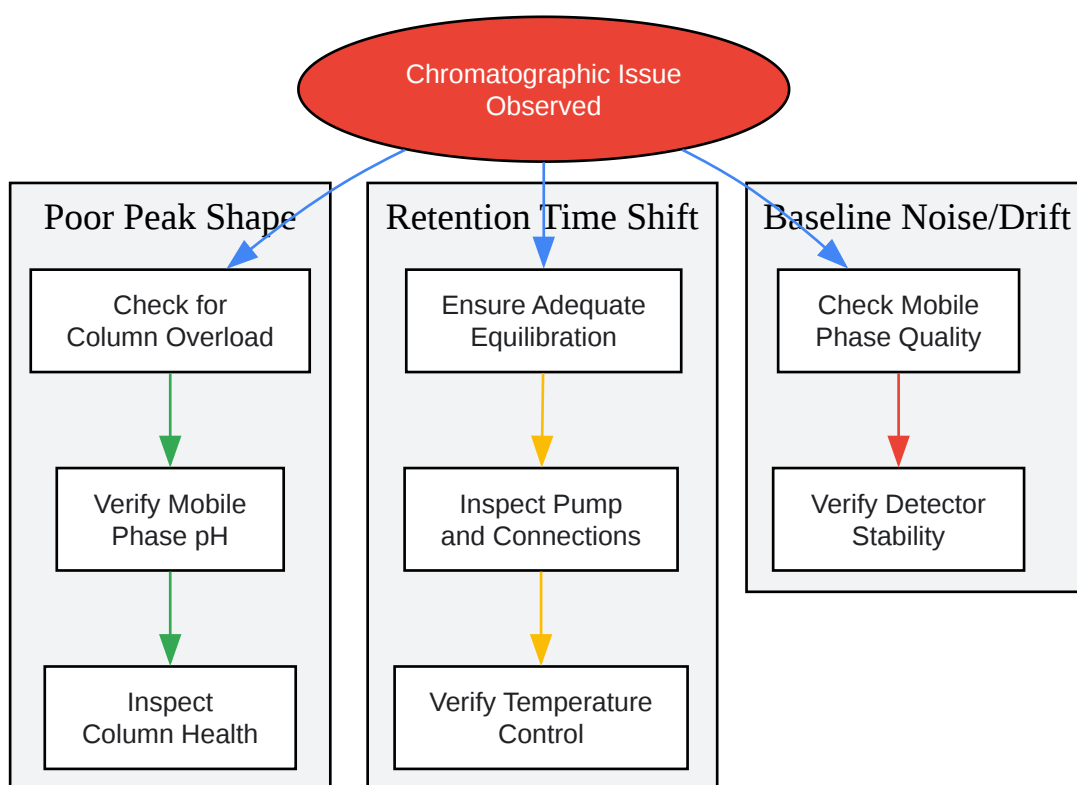 Chromatographic Issue
Observed
Poor Peak Shape
Check for
Column Overload
Verify Mobile
Phase pH
Inspect
Column Health
Retention Time Shift
Ensure Adequate
Equilibration
Inspect Pump
and Connections
Verify Temperature
Control
Baseline Noise/Drift
Check Mobile
Phase Quality
Verify Detector
Stability